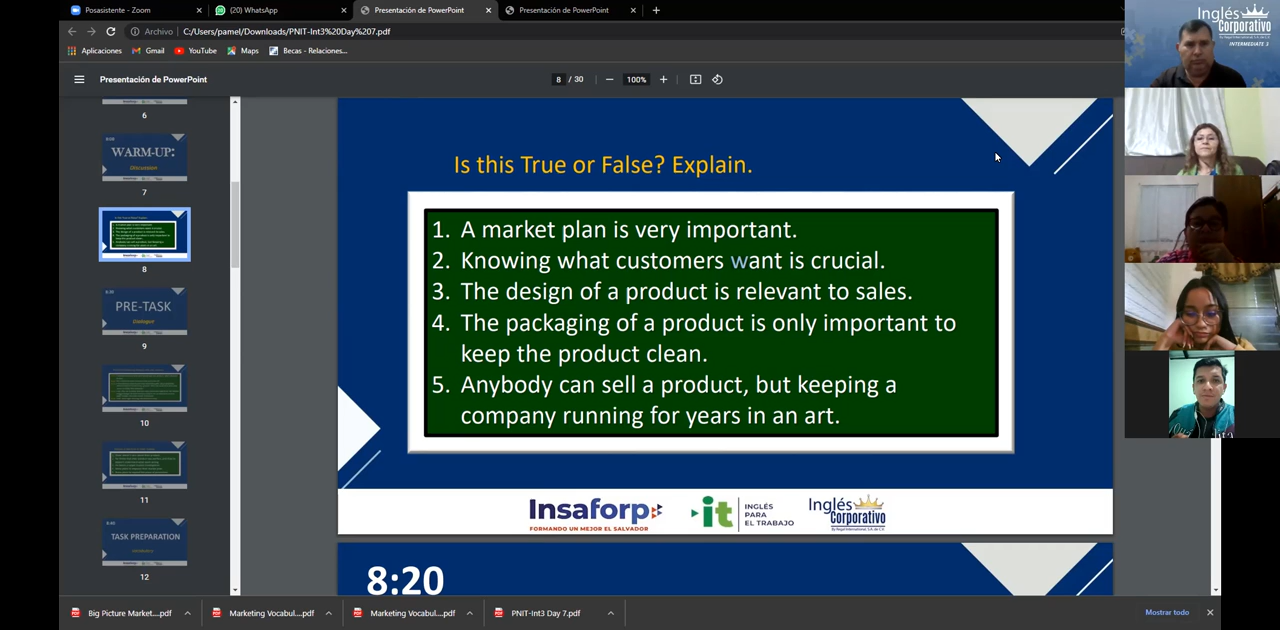 Posasistente - Zoom
(20) WhatsApp
Presentación de PowerPoint
Presentación de PowerPoint
Archivo
C:/Users/pamel/Downloads/PNIT-Int3%20Day%207.pdf
Aplicaciones
Gmail
YouTube
Maps
Becas - Relaciones...
Presentación de PowerPoint
8 / 30
100%
6
WARM-UP:
Discussion
7
8
8:20
PRE-TASK
Dialogue
9
10
11
TASK PREPARATION
12
Is this True or False? Explain.
1. A market plan is very important.
2. Knowing what customers want is crucial.
3. The design of a product is relevant to sales.
4. The packaging of a product is only important to
keep the product clean.
5. Anybody can sell a product, but keeping a
company running for years in an art.
Insaforp
FORMANDO UN MEJOR EL SALVADOR
it
INGLÉS
PARA
EL TRABAJO
Inglés
Corporativo
8:20
Inglés
Corporativo
INTERMEDIATE 3
Big Picture Market....pdf
Marketing Vocabul....pdf
Marketing Vocabul....pdf
PNIT-Int3 Day 7.pdf
Mostrar todo